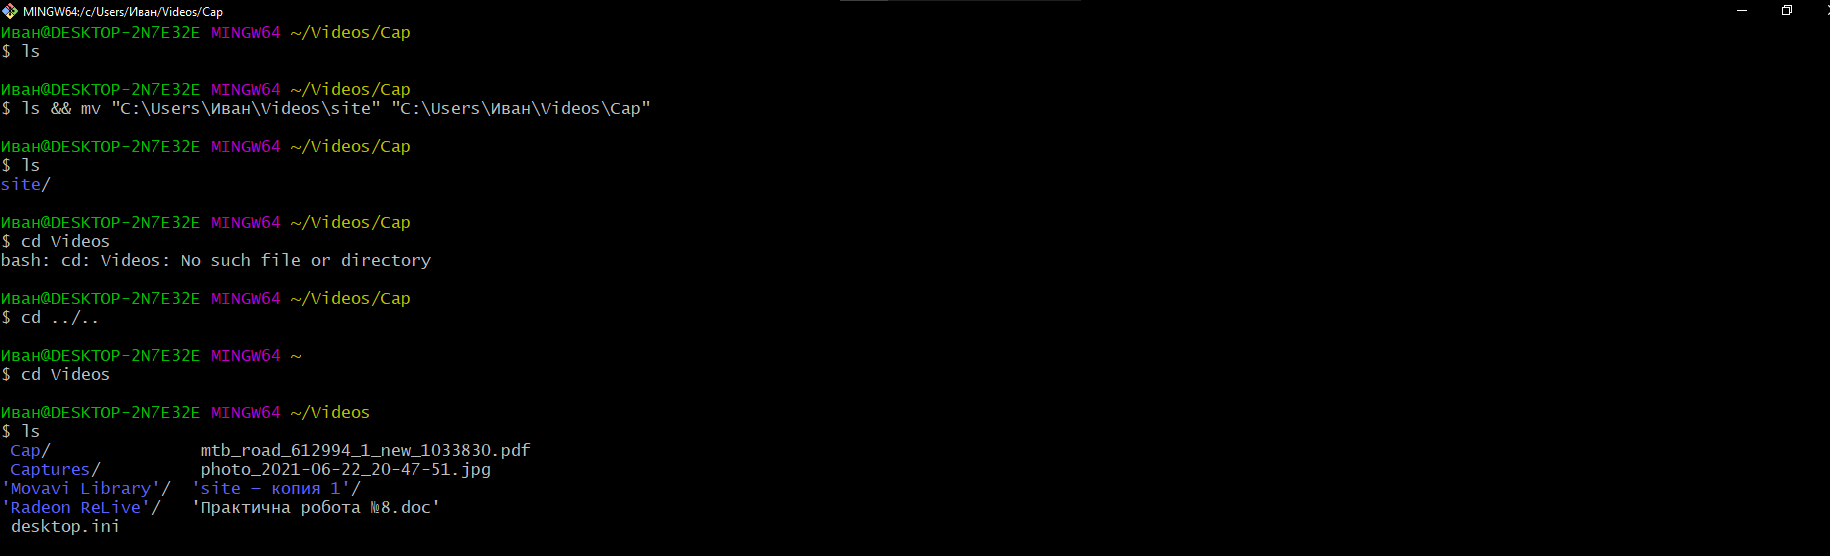 MINGW64:/c/Users/Иван/Videos/Cap
Иван@DESKTOP-2N7E32E MINGW64 ~/Videos/Cap
$ ls
Иван@DESKTOP-2N7E32E MINGW64 ~/Videos/Cap
$ ls && mv "C:\Users\Иван\Videos\site" "C:\Users\Иван\Videos\Cap"
Иван@DESKTOP-2N7E32E MINGW64 ~/Videos/Cap
$ ls
site/
Иван@DESKTOP-2N7E32E MINGW64 ~/Videos/Cap
$ cd Videos
bash: cd: Videos: No such file or directory
Иван@DESKTOP-2N7E32E MINGW64 ~/Videos/Cap
$ cd ../..
Иван@DESKTOP-2N7E32E MINGW64 ~
$ cd Videos
Иван@DESKTOP-2N7E32E MINGW64 ~/Videos
$ ls
Cap/ mtb_road_612994_1_new_1033830.pdf
Captures/ photo_2021-06-22_20-47-51.jpg
'Movavi Library'/ 'site — копия 1'/
'Radeon ReLive'/ 'Практична робота №8.doc'
desktop.ini